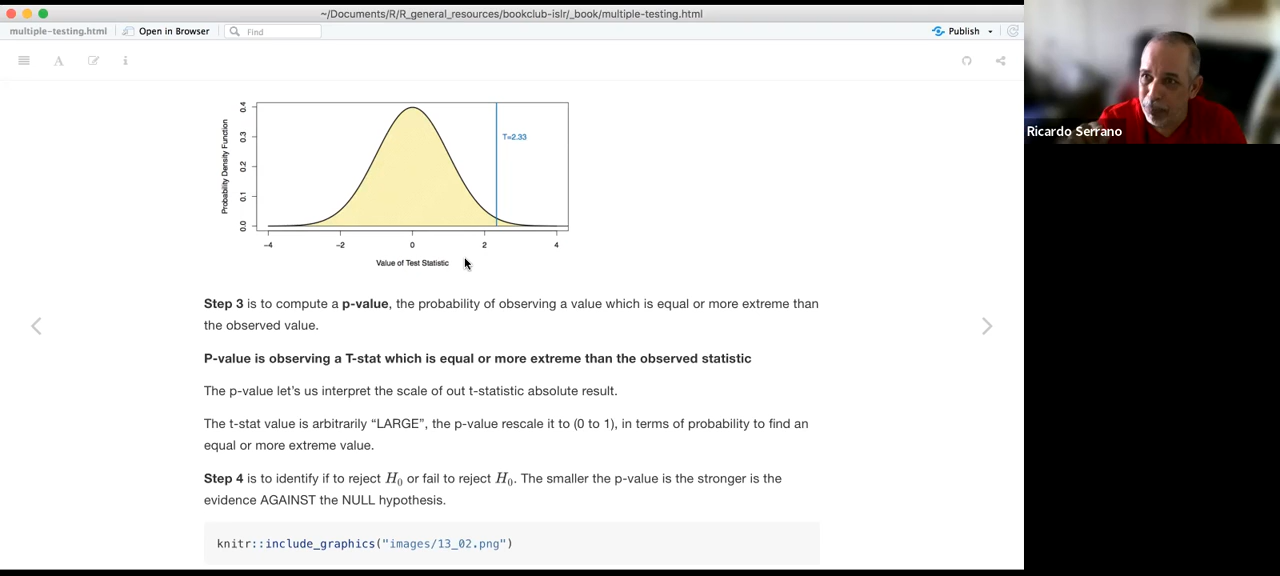 ~/Documents/R/R_general_resources/bookclub-islr/_book/multiple-testing.html
multiple-testing.html
Open in Browser
Find
Publish
A
i
Ricardo Serrano
Probability Density Function
0.4
0.3
0.2
0.1
0.0
T=2.33
−4
−2
0
2
4
Value of Test Statistic
Step 3 is to compute a p-value, the probability of observing a value which is equal or more extreme than
the observed value.
P-value is observing a T-stat which is equal or more extreme than the observed statistic
The p-value let’s us interpret the scale of out t-statistic absolute result.
The t-stat value is arbitrarily “LARGE”, the p-value rescale it to (0 to 1), in terms of probability to find an
equal or more extreme value.
Step 4 is to identify if to reject H0 or fail to reject H0. The smaller the p-value is the stronger is the
evidence AGAINST the NULL hypothesis.
knitr::include_graphics("images/13_02.png")